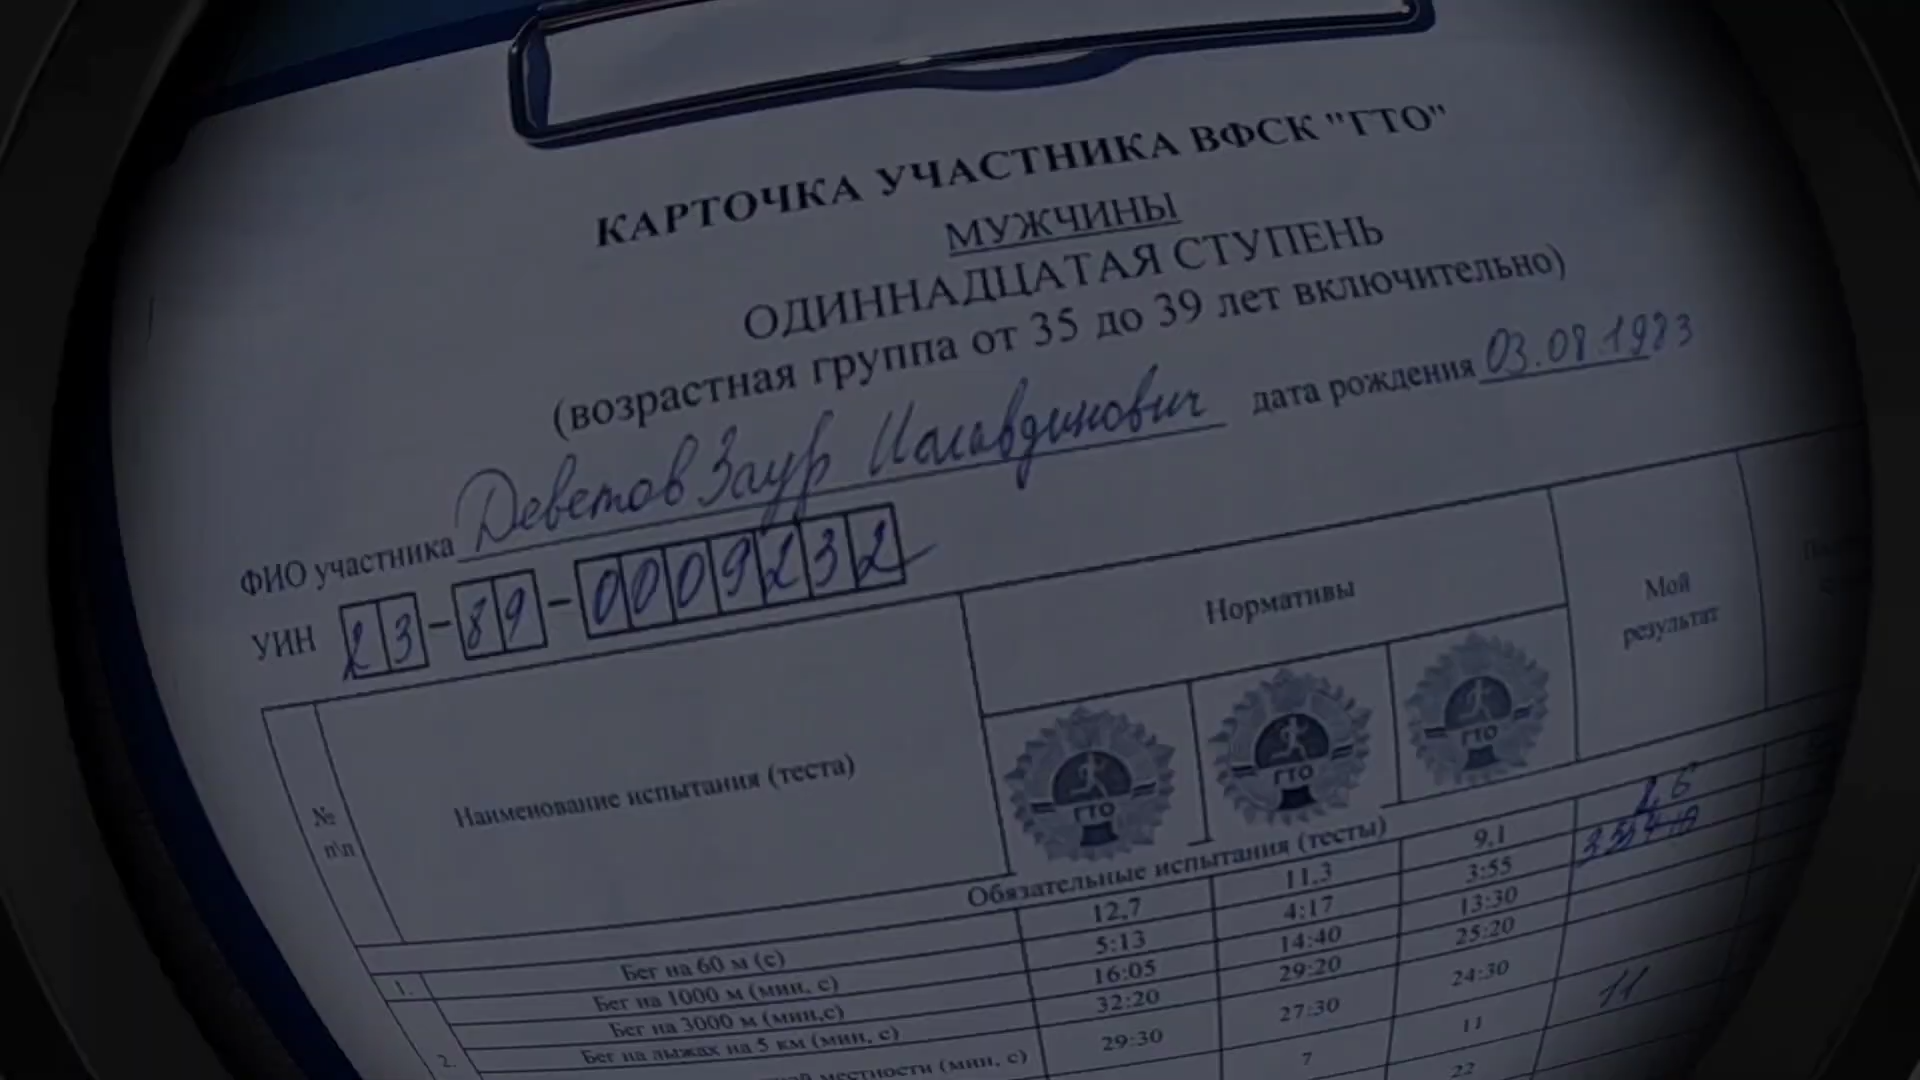 КАРТОЧКА УЧАСТНИКА ВФСК "ГТО"
МУЖЧИНЫ
ОДИННАДЦАТАЯ СТУПЕНЬ
(возрастная группа от 35 до 39 лет включительно)
ФИО участника Деветов Заур Исламдинович дата рождения 03.08.1983
УИН 23-89-0009232
№ п\п
Наименование испытания (теста)
Нормативы
Мой результат
ГТО ГТО ГТО
Обязательные испытания (тесты)
1. Бег на 60 м (с) 12,7 11,3 9,1 8,6
Бег на 1000 м (мин, с) 5:13 4:17 3:55
Бег на 3000 м (мин,с) 16:05 14:40 13:30
2. Бег на лыжах на 5 км (мин, с) 32:20 29:20 25:20
местности (мин, с) 29:30 27:30 24:30
7 11 11
22